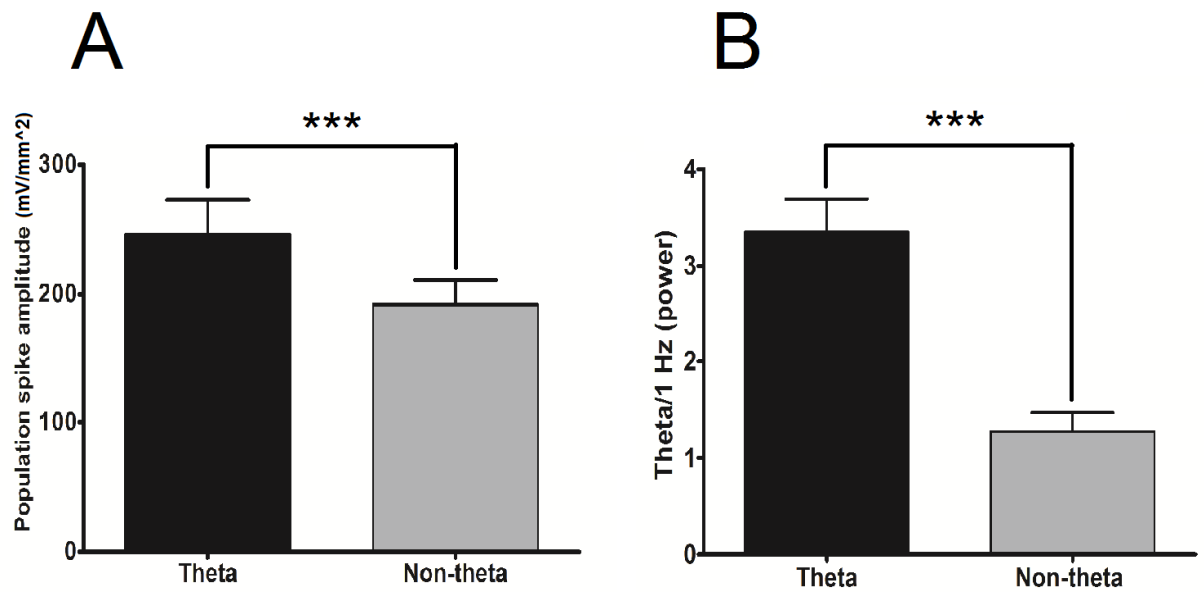 A
***
Population spike amplitude (mV/mm^2)
300
200
100
0
Theta
Non-theta
B
***
Theta/1 Hz (power)
4
3
2
1
0
Theta
Non-theta